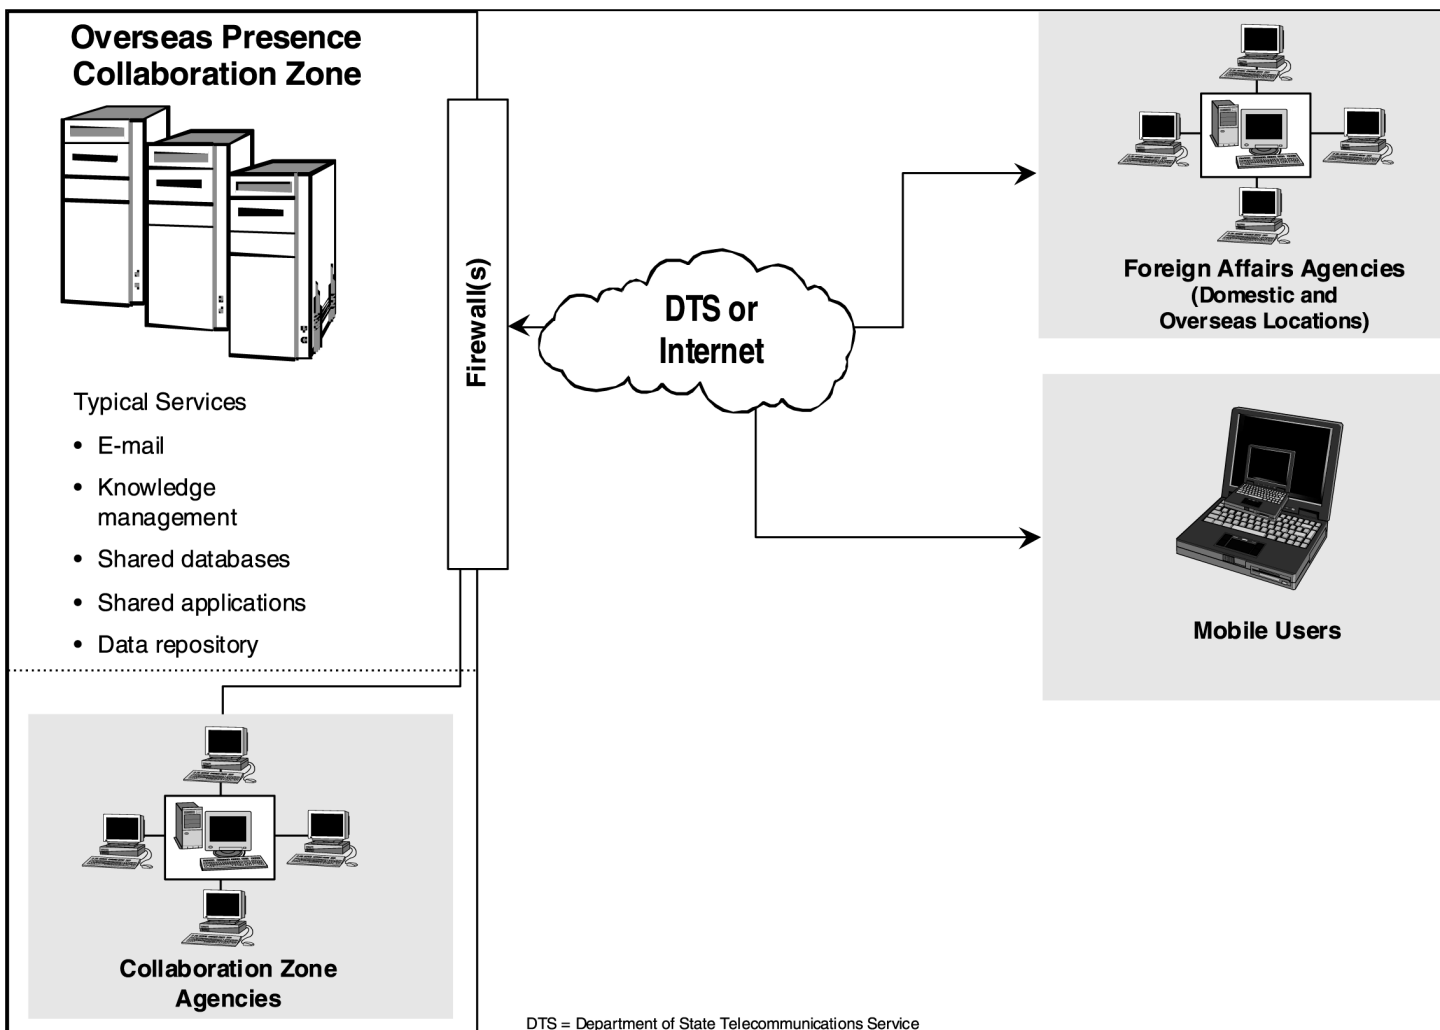 Overseas Presence
Collaboration Zone
Typical Services
• E-mail
• Knowledge
management
• Shared databases
• Shared applications
• Data repository
Firewall(s)
DTS or
Internet
Foreign Affairs Agencies
(Domestic and
Overseas Locations)
Mobile Users
Collaboration Zone
Agencies
DTS = Department of State Telecommunications Service